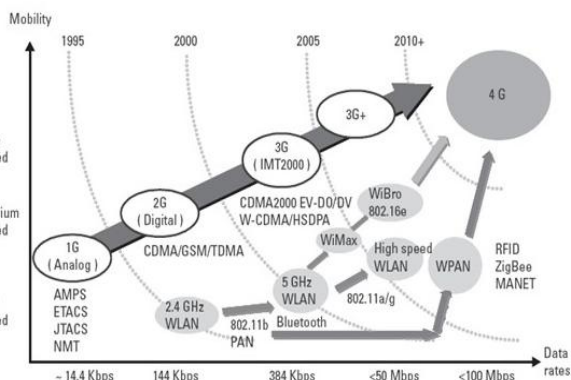 Mobility
1995
2000
2005
2010+
4 G
3G+
3G
( IMT2000 )
2G
( Digital )
1G
( Analog )
CDMA2000 EV-DO/DV
W-CDMA/HSDPA
WiBro
802.16e
CDMA/GSM/TDMA
WiMax
High speed
WLAN
WPAN
RFID
ZigBee
MANET
5 GHz
WLAN
802.11a/g
AMPS
ETACS
JTACS
NMT
2.4 GHz
WLAN
802.11b
PAN
Bluetooth
Data
rates
~ 14.4 Kbps
144 Kbps
384 Kbps
<50 Mbps
<100 Mbps